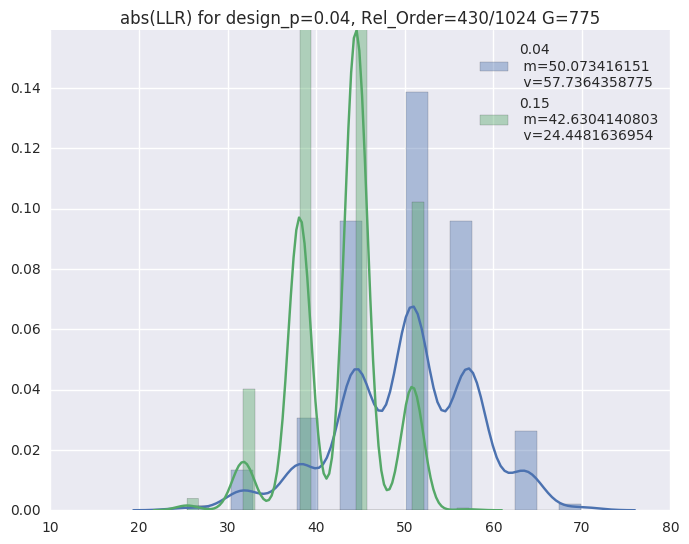 abs(LLR) for design_p=0.04, Rel_Order=430/1024 G=775
0.04
m=50.073416151
v=57.7364358775
0.15
m=42.6304140803
v=24.4481636954
0.14
0.12
0.10
0.08
0.06
0.04
0.02
0.00
10 20 30 40 50 60 70 80